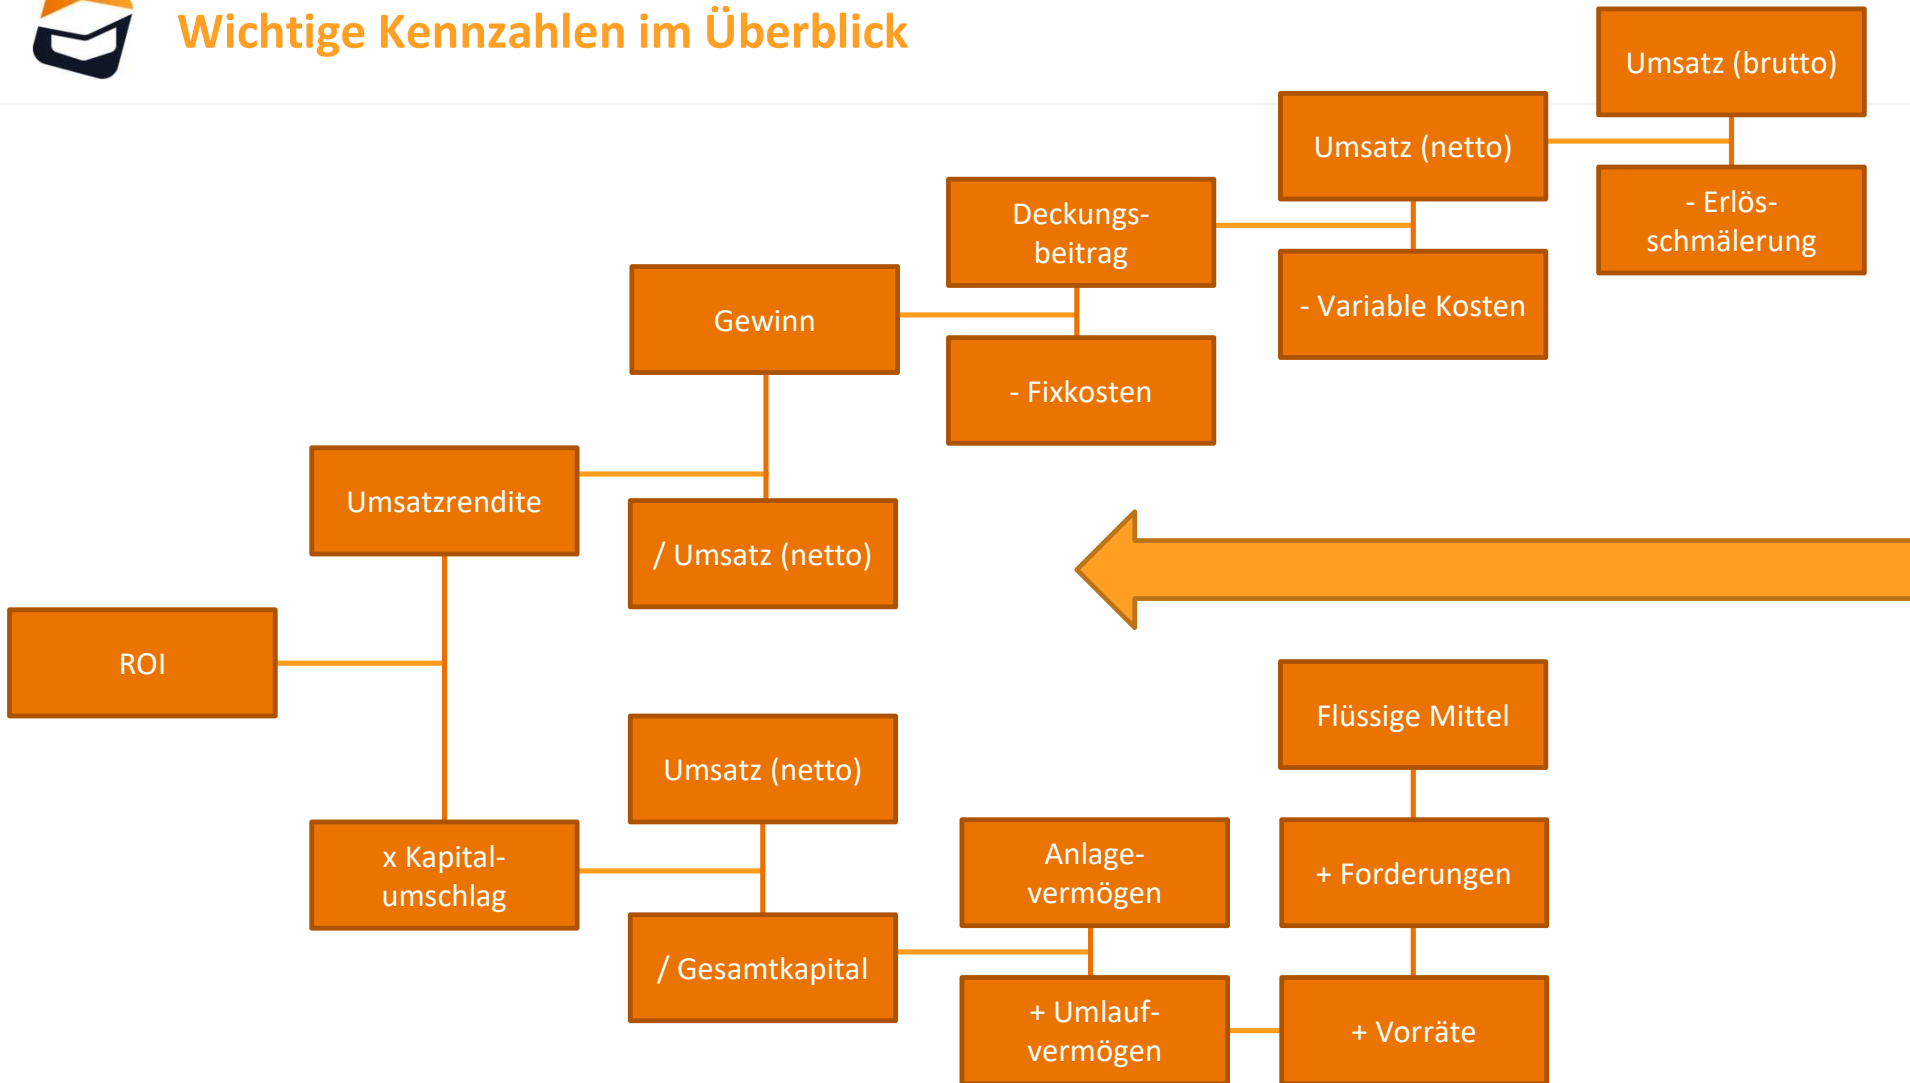 Wichtige Kennzahlen im Überblick
Umsatz (brutto)
Umsatz (netto)
- Erlös-
schmälerung
Deckungs-
beitrag
- Variable Kosten
Gewinn
- Fixkosten
Umsatzrendite
/ Umsatz (netto)
ROI
Umsatz (netto)
x Kapital-
umschlag
/ Gesamtkapital
Anlage-
vermögen
+ Umlauf-
vermögen
Flüssige Mittel
+ Forderungen
+ Vorräte